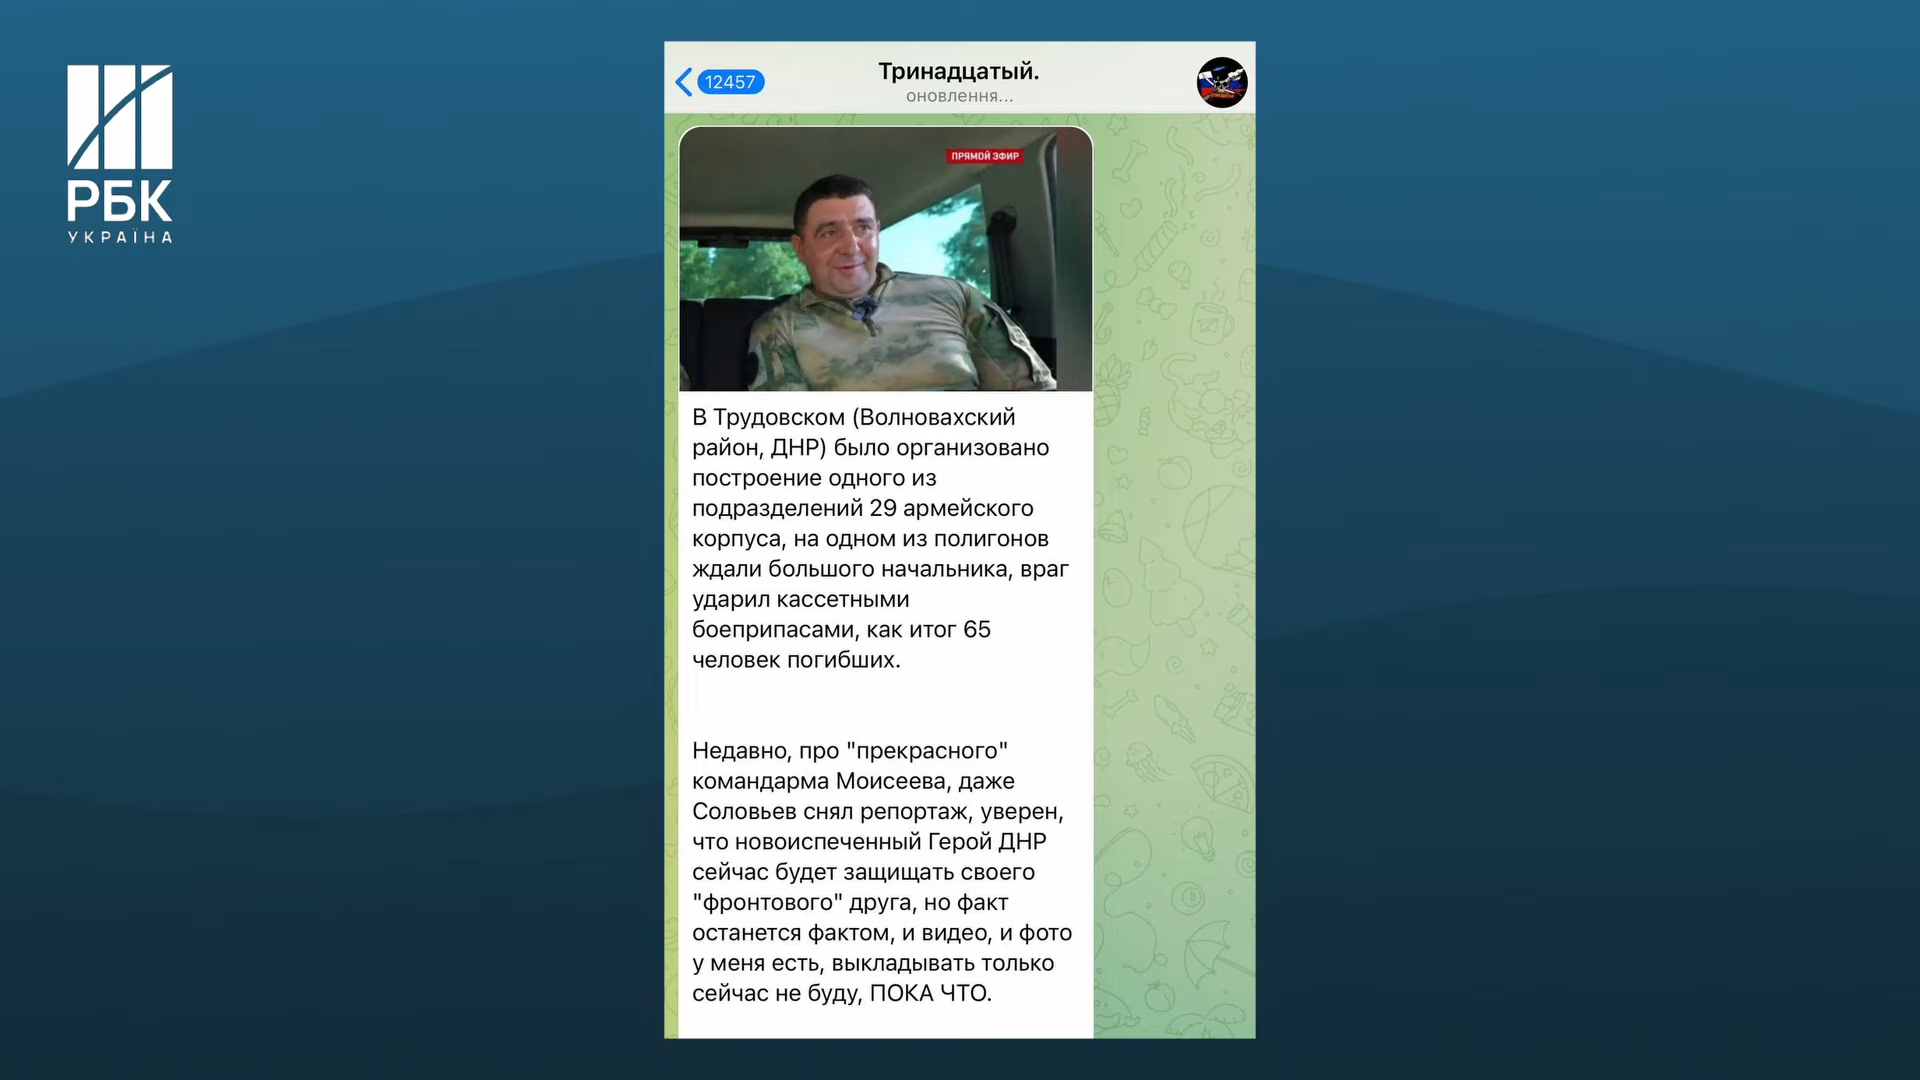 РБК
УКРАЇНА
12457
Тринадцатый.
оновлення...
ПРЯМОЙ ЭФИР
В Трудовском (Волновахский
район, ДНР) было организовано
построение одного из
подразделений 29 армейского
корпуса, на одном из полигонов
ждали большого начальника, враг
ударил кассетными
боеприпасами, как итог 65
человек погибших.
Недавно, про "прекрасного"
командарма Моисеева, даже
Соловьев снял репортаж, уверен,
что новоиспеченный Герой ДНР
сейчас будет защищать своего
"фронтового" друга, но факт
останется фактом, и видео, и фото
у меня есть, выкладывать только
сейчас не буду, ПОКА ЧТО.